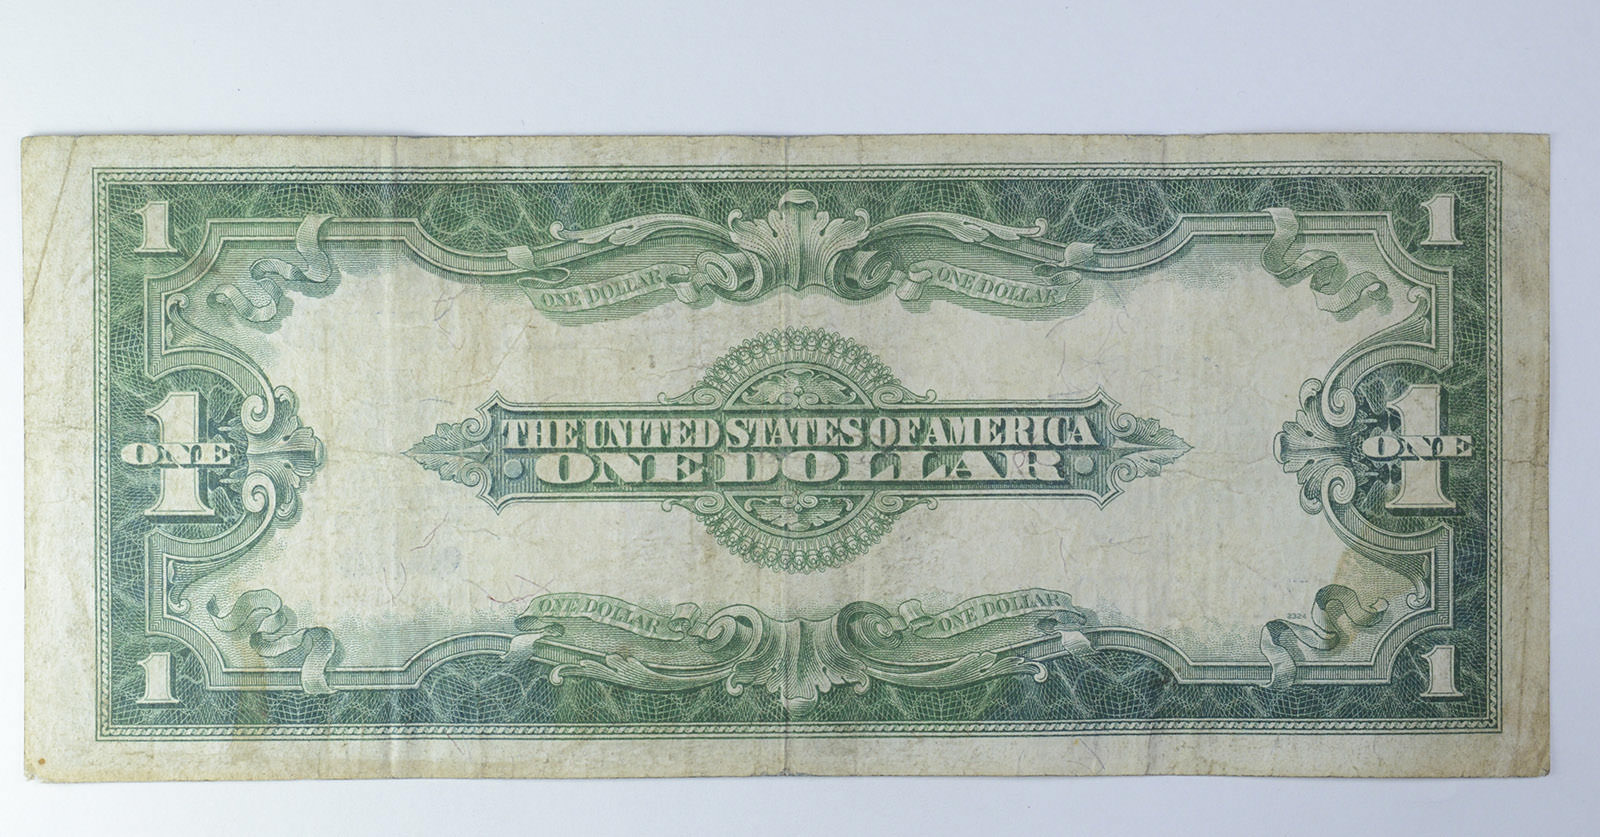 1 1
ONE DOLLAR ONE DOLLAR
1 1
ONE ONE
THE UNITED STATES OF AMERICA
ONE DOLLAR
ONE DOLLAR ONE DOLLAR
2324
1 1